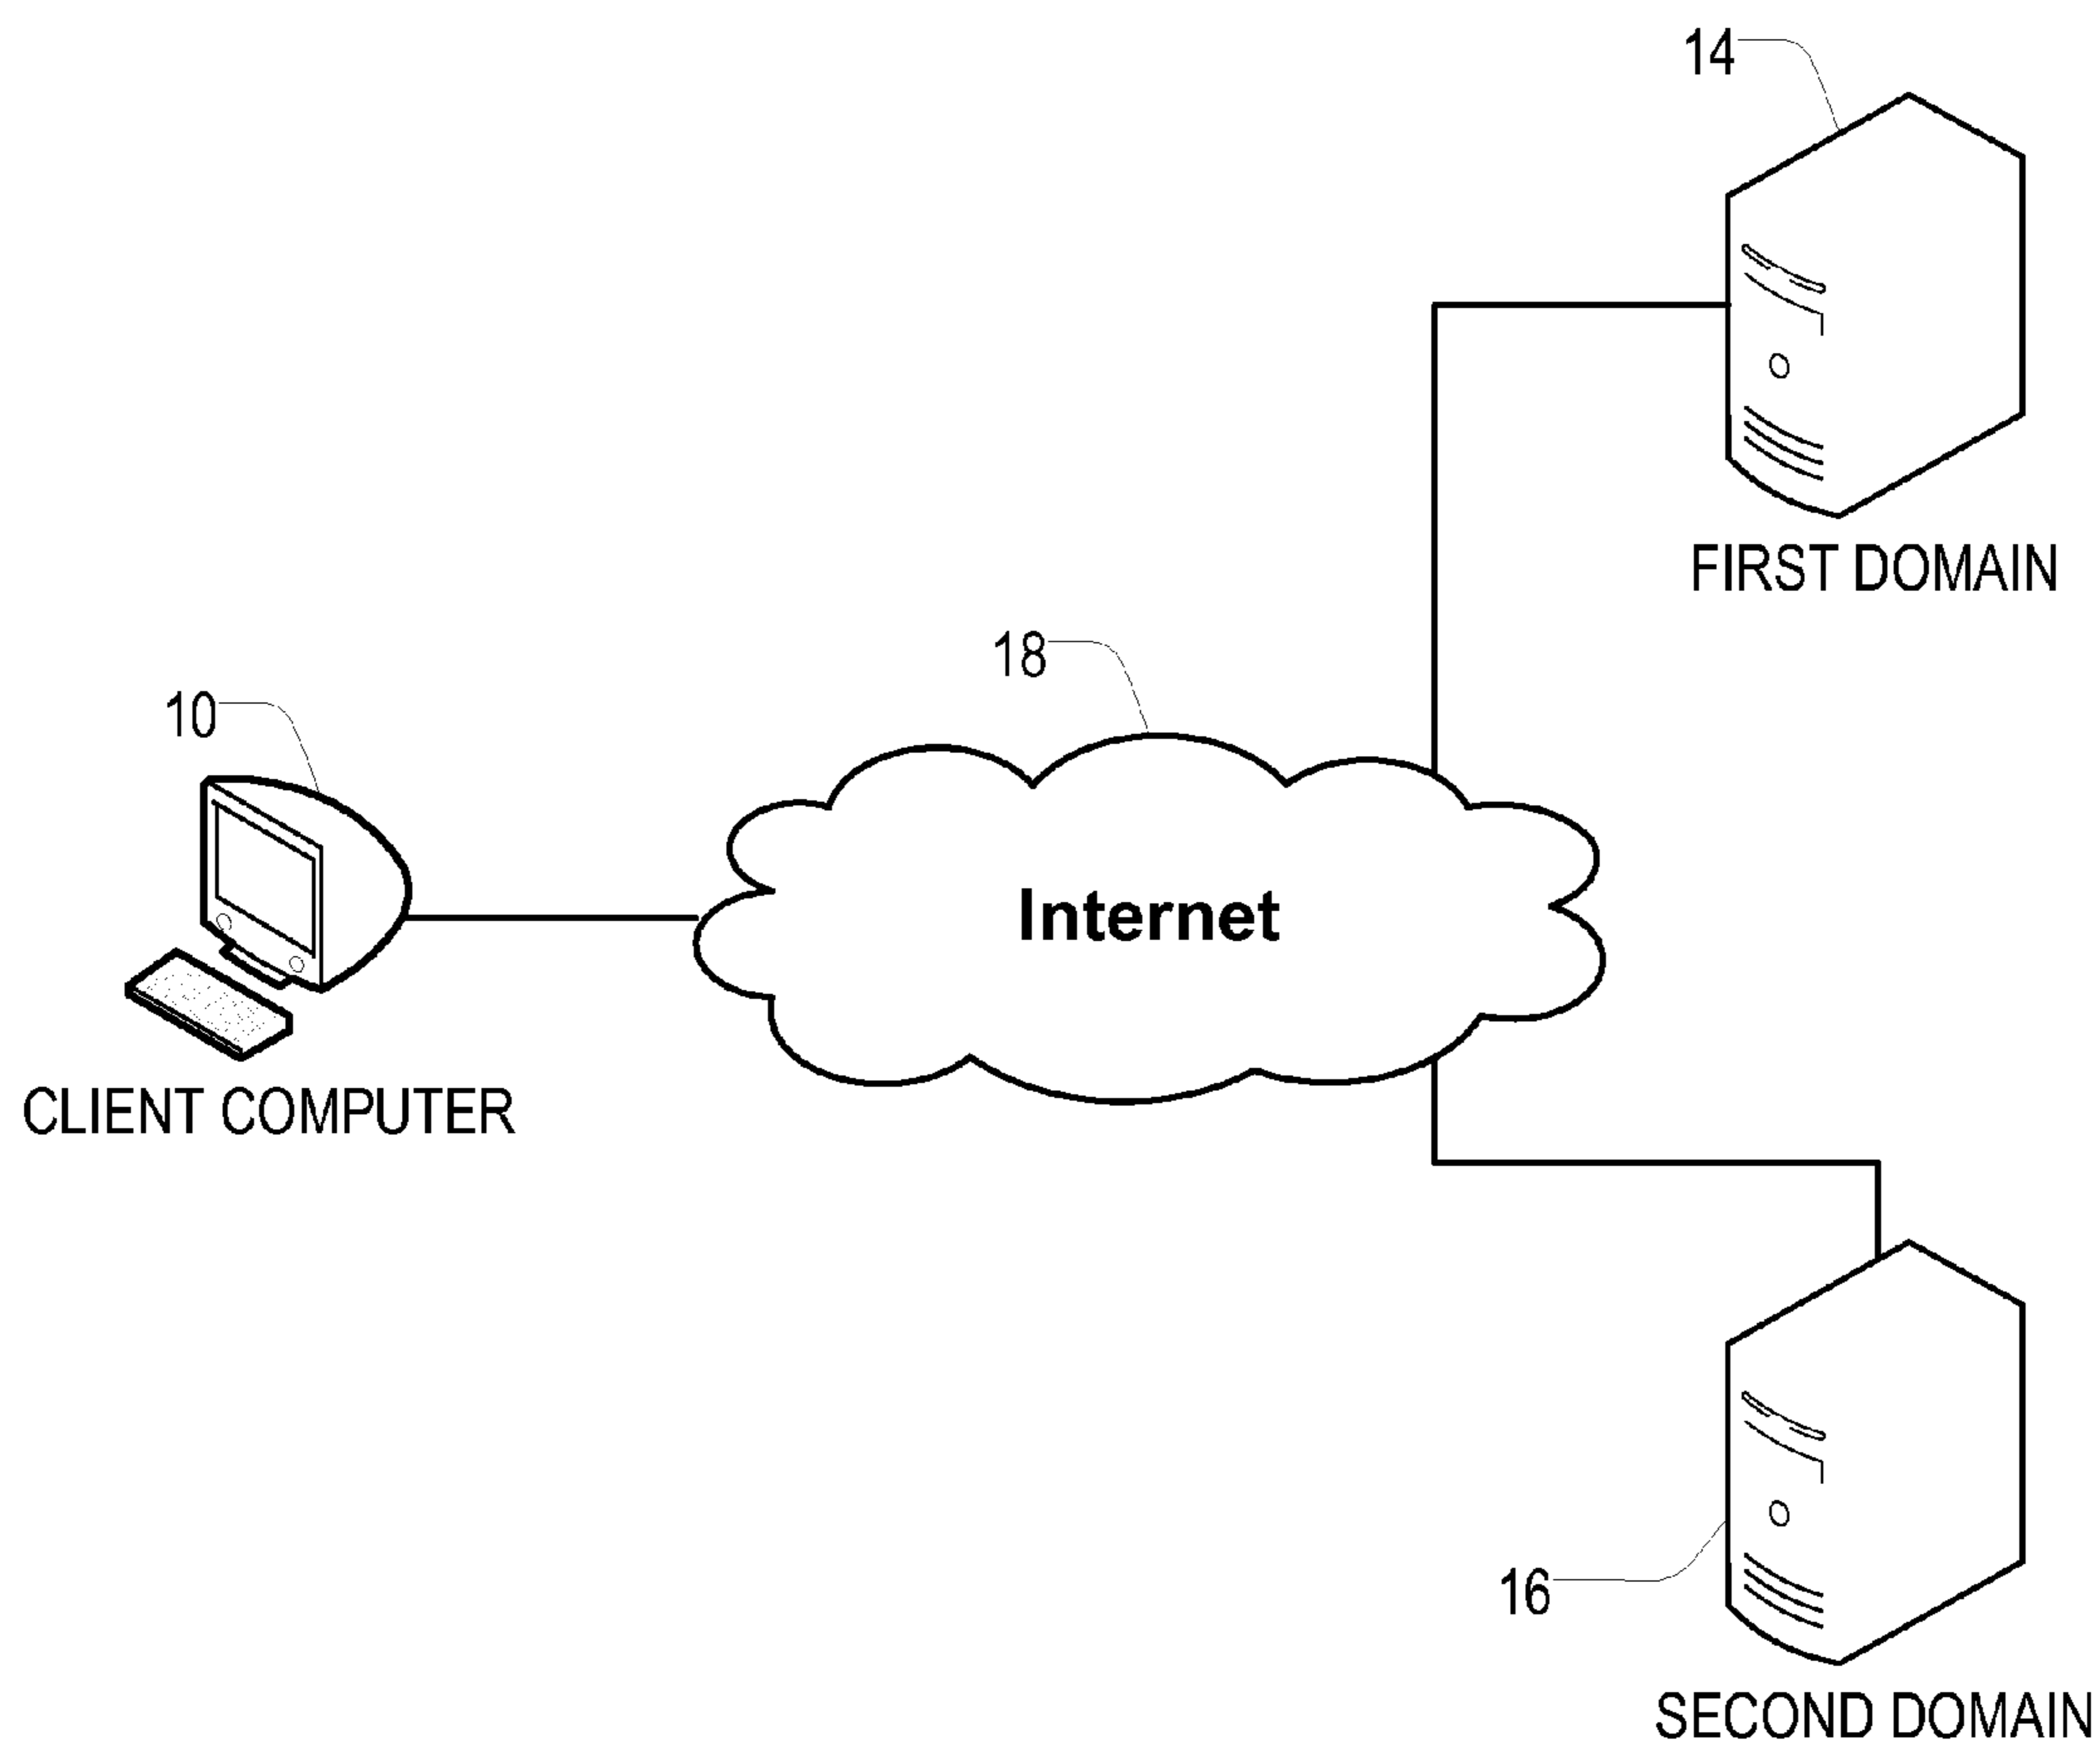 14
FIRST DOMAIN
18
10
Internet
CLIENT COMPUTER
16
SECOND DOMAIN